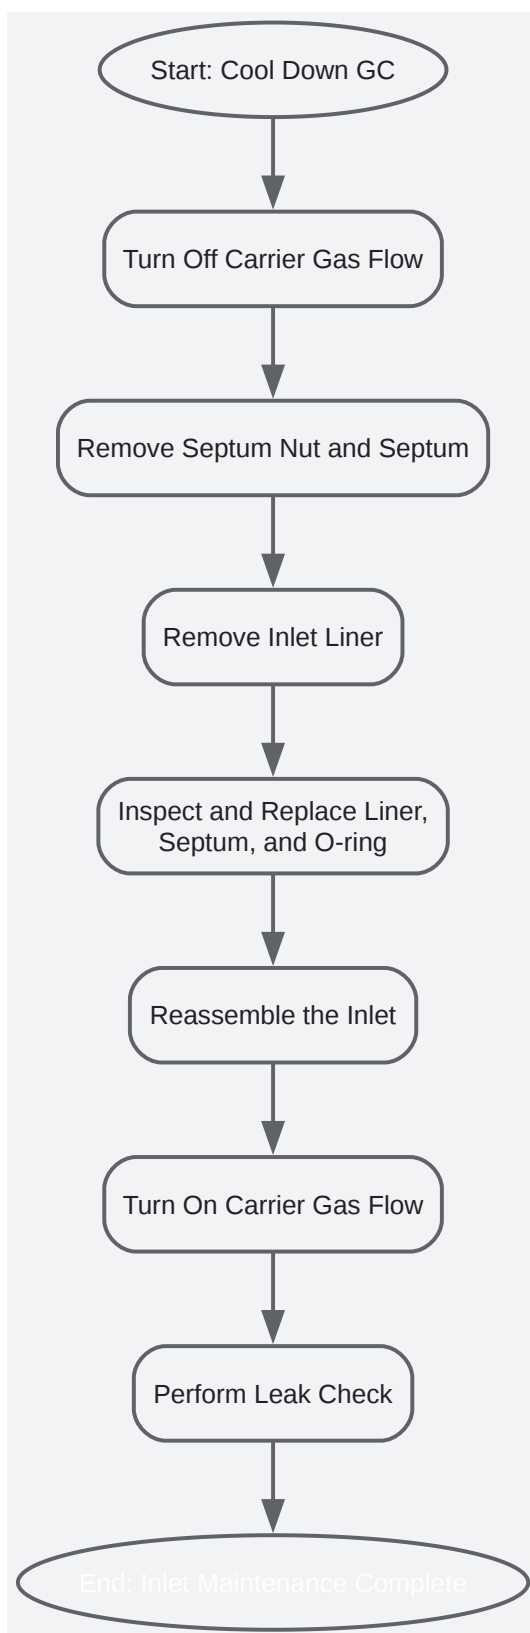 Start: Cool Down GC
Turn Off Carrier Gas Flow
Remove Septum Nut and Septum
Remove Inlet Liner
Inspect and Replace Liner,
Septum, and O-ring
Reassemble the Inlet
Turn On Carrier Gas Flow
Perform Leak Check
End: Inlet Maintenance Complete